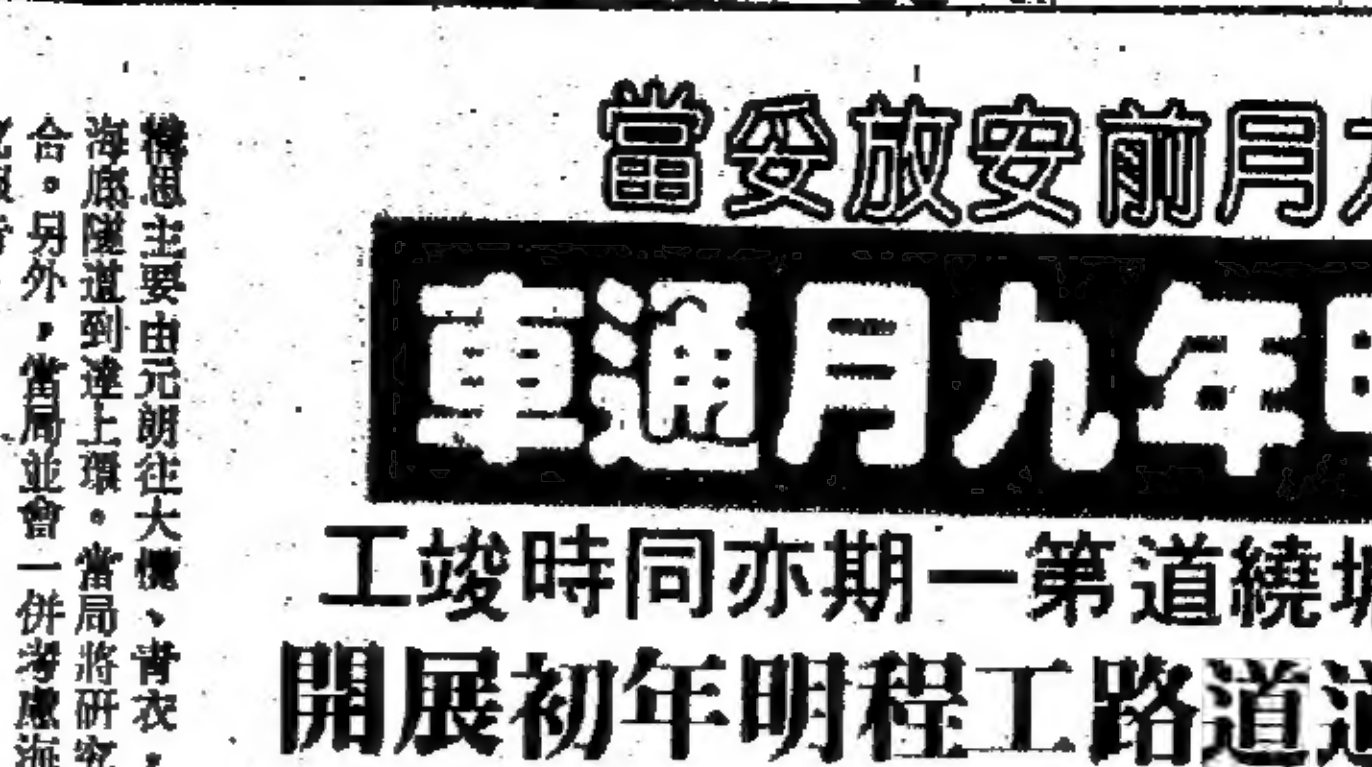 月前安放妥當
明年九月通車
繞道第一期亦同時竣工
道路工程明年初展開
構思主要由元朗往大欖、青衣，
海底隧道到達上環。當局將研究
合。另外，當局並會一併考慮海